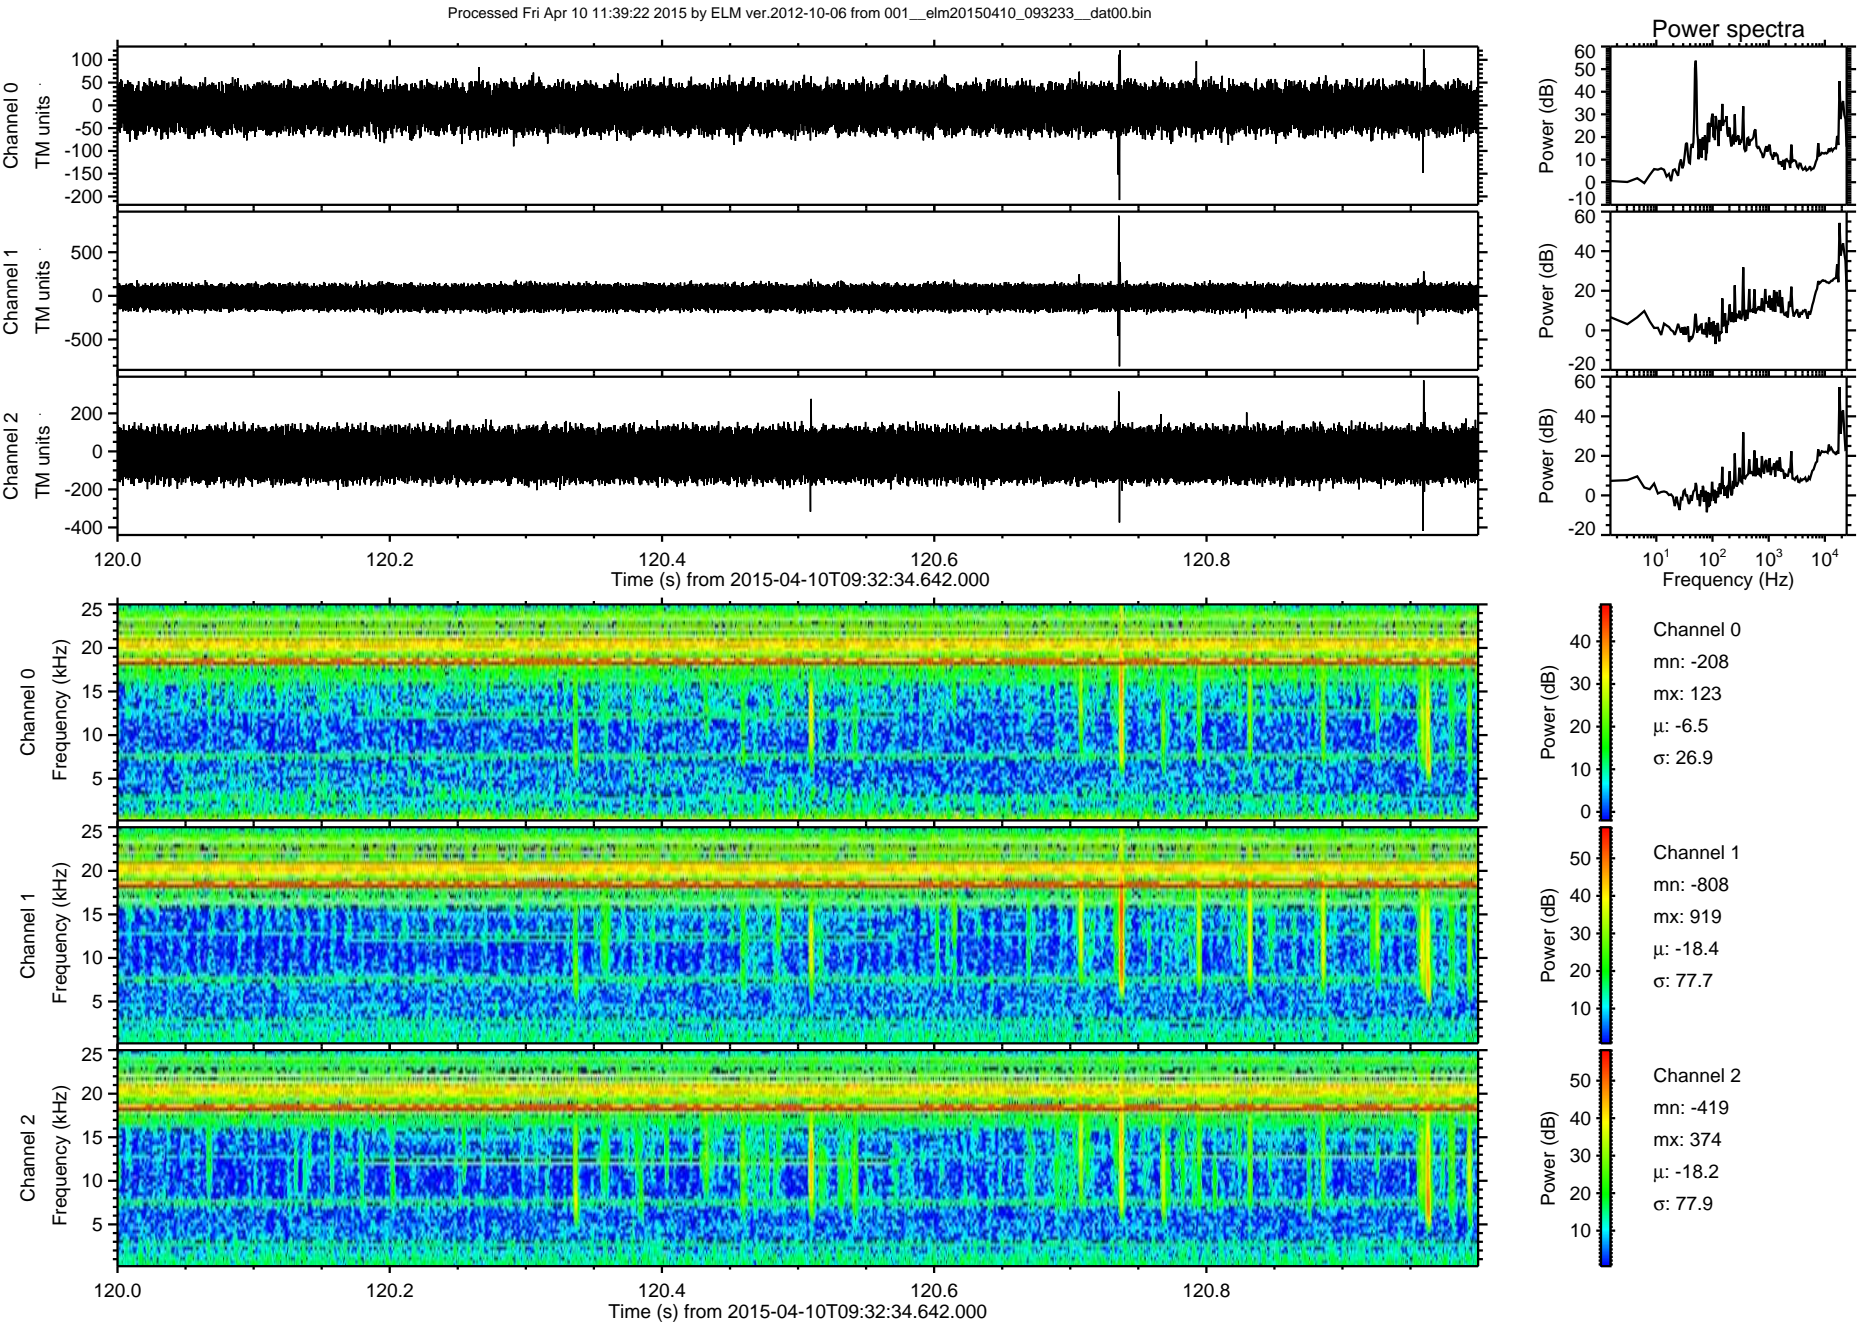 Processed Fri Apr 10 11:39:22 2015 by ELM ver.2012-10-06 from 001__elm20150410_093233__dat00.bin
Power spectra
Channel 0
TM units
100
50
0
-50
-100
-150
-200
Power (dB)
60
50
40
30
20
10
0
-10
Channel 1
TM units
500
0
-500
Power (dB)
60
40
20
0
-20
Channel 2
TM units
200
0
-200
-400
Power (dB)
60
40
20
0
-20
120.0 120.2 120.4 120.6 120.8
Time (s) from 2015-04-10T09:32:34.642.000
10^1 10^2 10^3 10^4
Frequency (Hz)
Channel 0
Frequency (kHz)
25
20
15
10
5
Power (dB)
40
30
20
10
0
Channel 0
mn: -208
mx: 123
μ: -6.5
σ: 26.9
Channel 1
Frequency (kHz)
25
20
15
10
5
Power (dB)
50
40
30
20
10
Channel 1
mn: -808
mx: 919
μ: -18.4
σ: 77.7
Channel 2
Frequency (kHz)
25
20
15
10
5
Power (dB)
50
40
30
20
10
Channel 2
mn: -419
mx: 374
μ: -18.2
σ: 77.9
120.0 120.2 120.4 120.6 120.8
Time (s) from 2015-04-10T09:32:34.642.000